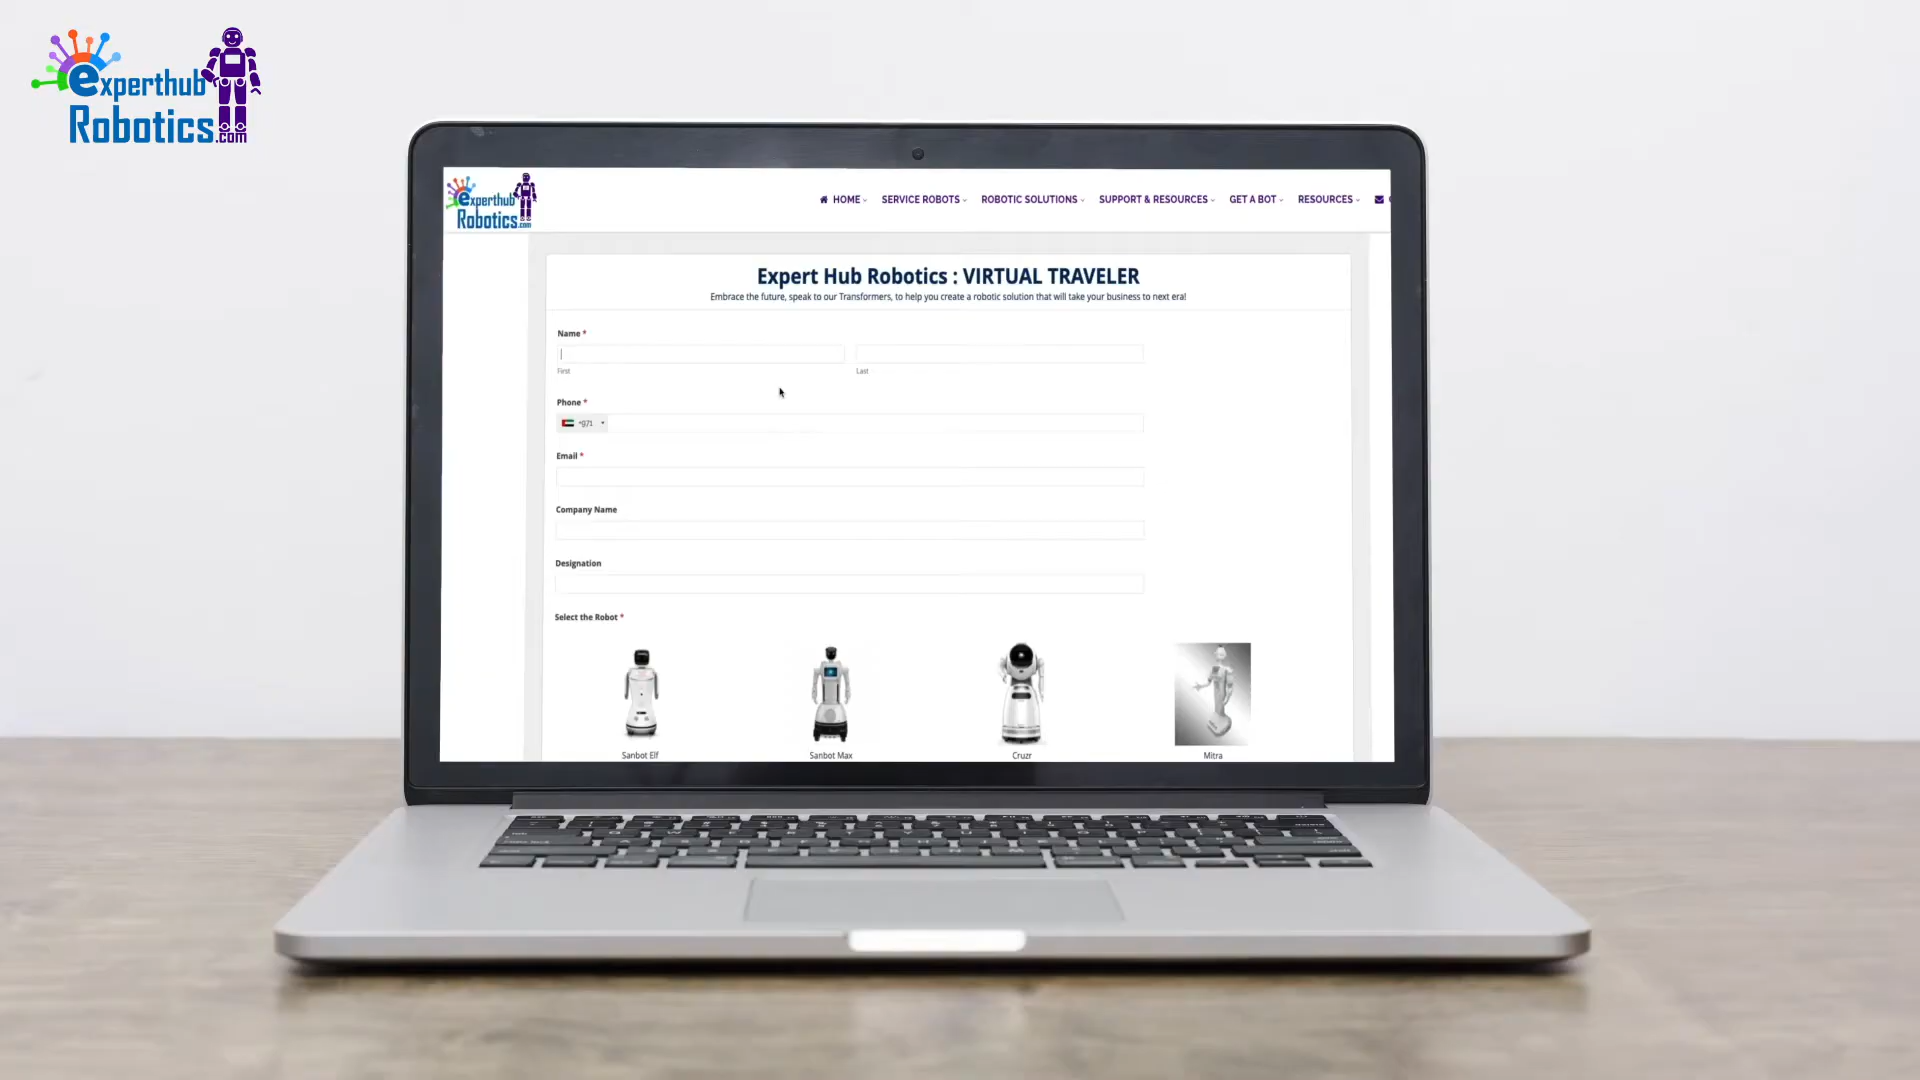 experthub
Robotics.com
experthub
Robotics.com
HOME
SERVICE ROBOTS
ROBOTIC SOLUTIONS
SUPPORT & RESOURCES
GET A BOT
RESOURCES
Expert Hub Robotics : VIRTUAL TRAVELER
Embrace the future, speak to our Transformers, to help you create a robotic solution that will take your business to next era!
Name *
First
Last
Phone *
+971
Email *
Company Name
Designation
Select the Robot *
Sanbot Elf
Sanbot Max
Cruzr
Mitra